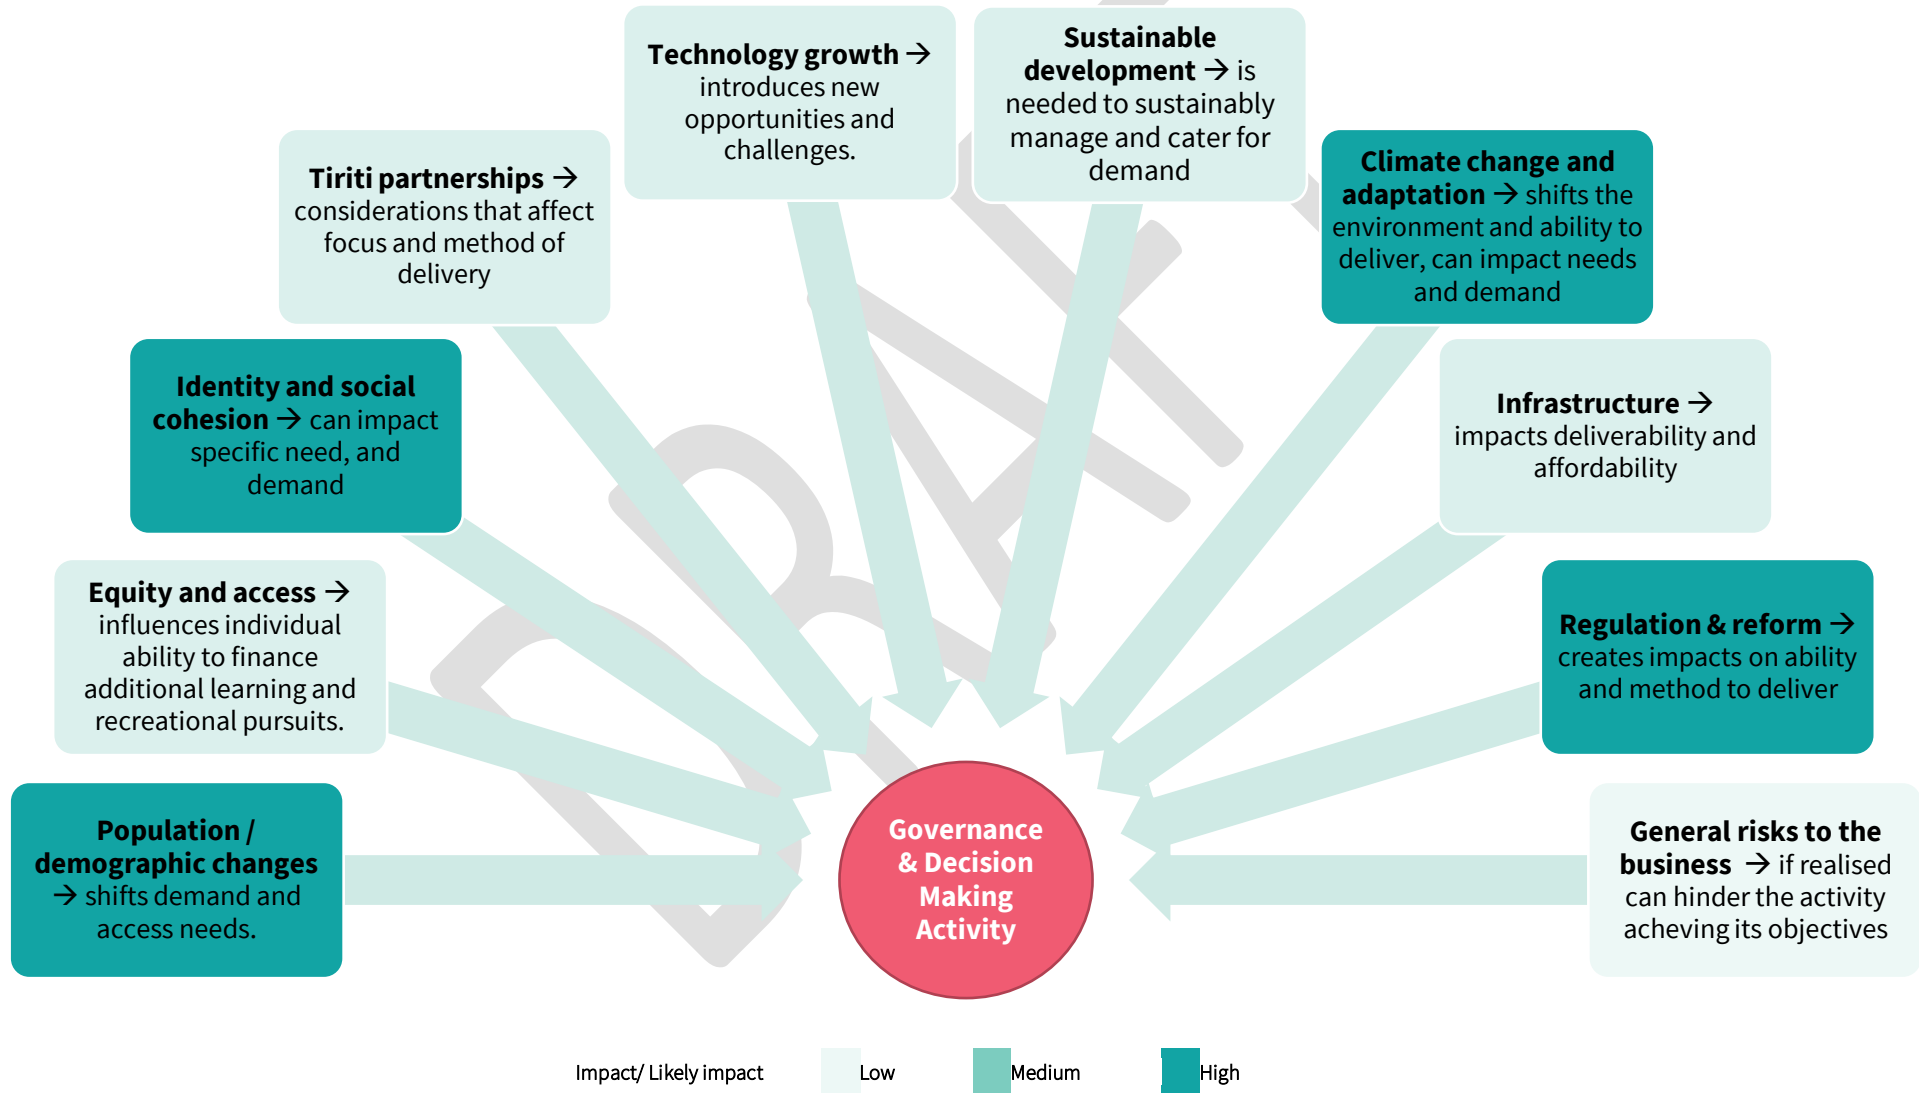 Technology growth →
introduces new
opportunities and
challenges.
Sustainable
development → is
needed to sustainably
manage and cater for
demand
Tiriti partnerships →
considerations that affect
focus and method of
delivery
Climate change and
adaptation → shifts the
environment and ability to
deliver, can impact needs
and demand
Identity and social
cohesion → can impact
specific need, and
demand
Infrastructure →
impacts deliverability and
affordability
Equity and access →
influences individual
ability to finance
additional learning and
recreational pursuits.
Regulation & reform →
creates impacts on ability
and method to deliver
Population /
demographic changes
→ shifts demand and
access needs.
General risks to the
business → if realised
can hinder the activity
acheving its objectives
Governance
& Decision
Making
Activity
DRAFT
Impact/ Likely impact
Low
Medium
High